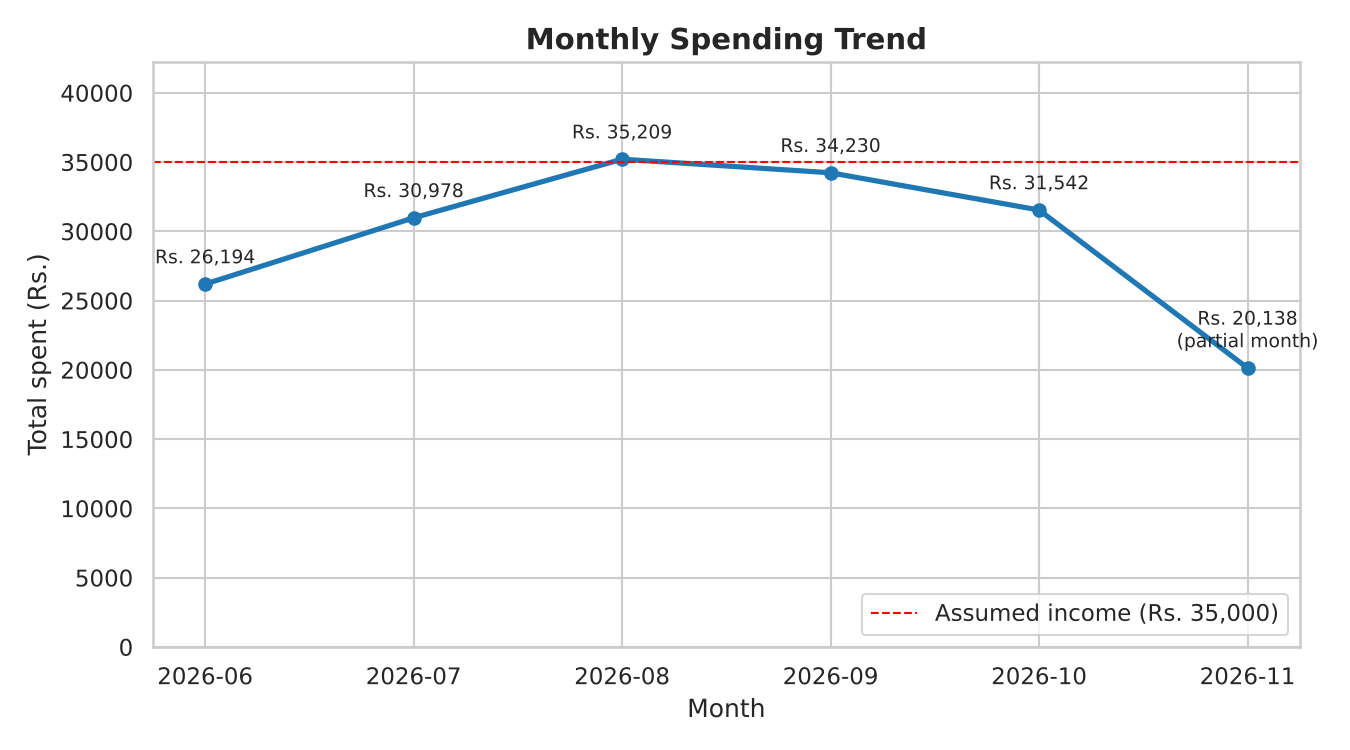 Monthly Spending Trend
Total spent (Rs.)
40000
35000
30000
25000
20000
15000
10000
5000
0
Rs. 26,194
Rs. 30,978
Rs. 35,209
Rs. 34,230
Rs. 31,542
Rs. 20,138
(partial month)
Assumed income (Rs. 35,000)
2026-06
2026-07
2026-08
2026-09
2026-10
2026-11
Month